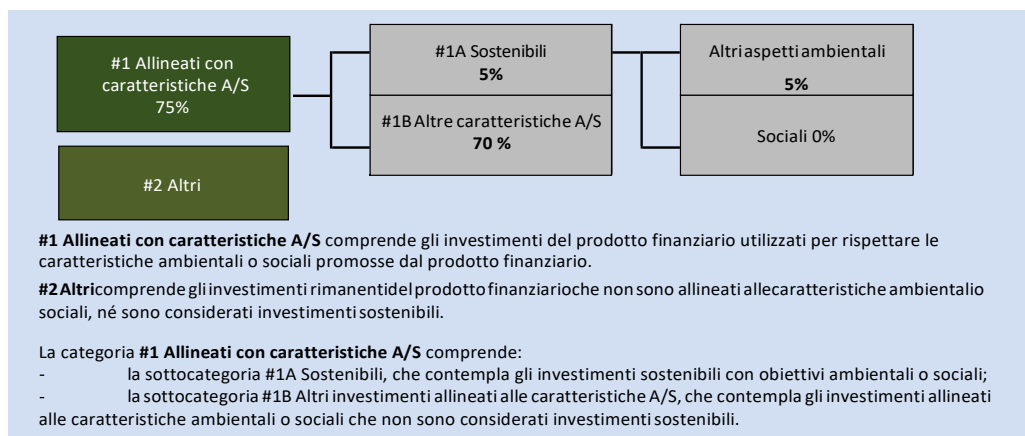 #1 Allineati con
caratteristiche A/S
75%
#2 Altri
#1A Sostenibili
5%
#1B Altre caratteristiche A/S
70 %
Altri aspetti ambientali
5%
Sociali 0%
#1 Allineati con caratteristiche A/S comprende gli investimenti del prodotto finanziario utilizzati per rispettare le
caratteristiche ambientali o sociali promosse dal prodotto finanziario.
#2 Altri comprende gli investimenti rimanenti del prodotto finanziario che non sono allineati alle caratteristiche ambientali o
sociali, né sono considerati investimenti sostenibili.
La categoria #1 Allineati con caratteristiche A/S comprende:
- la sottocategoria #1A Sostenibili, che contempla gli investimenti sostenibili con obiettivi ambientali o sociali;
- la sottocategoria #1B Altri investimenti allineati alle caratteristiche A/S, che contempla gli investimenti allineati
alle caratteristiche ambientali o sociali che non sono considerati investimenti sostenibili.